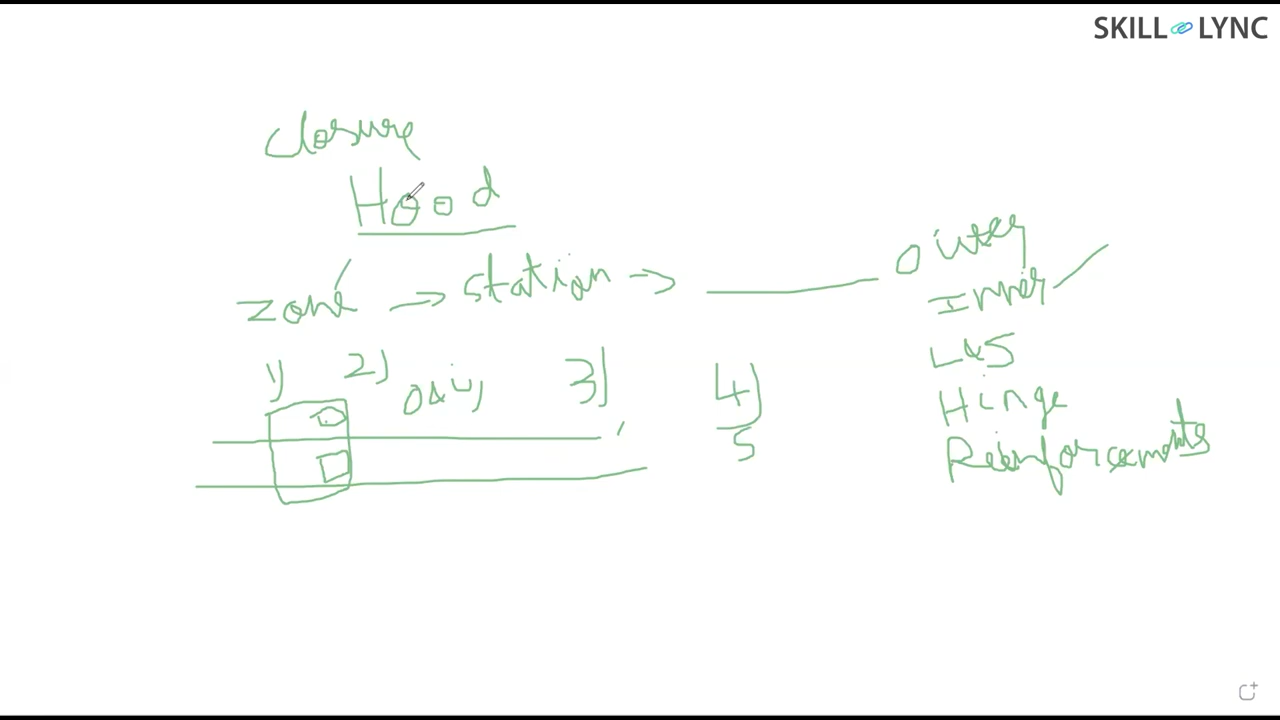 SKILL LYNC
closure
Hood
zone → station →
outer
Inner
L&S
Hinge
Reinforcements
1) 2) 3) 4)
5